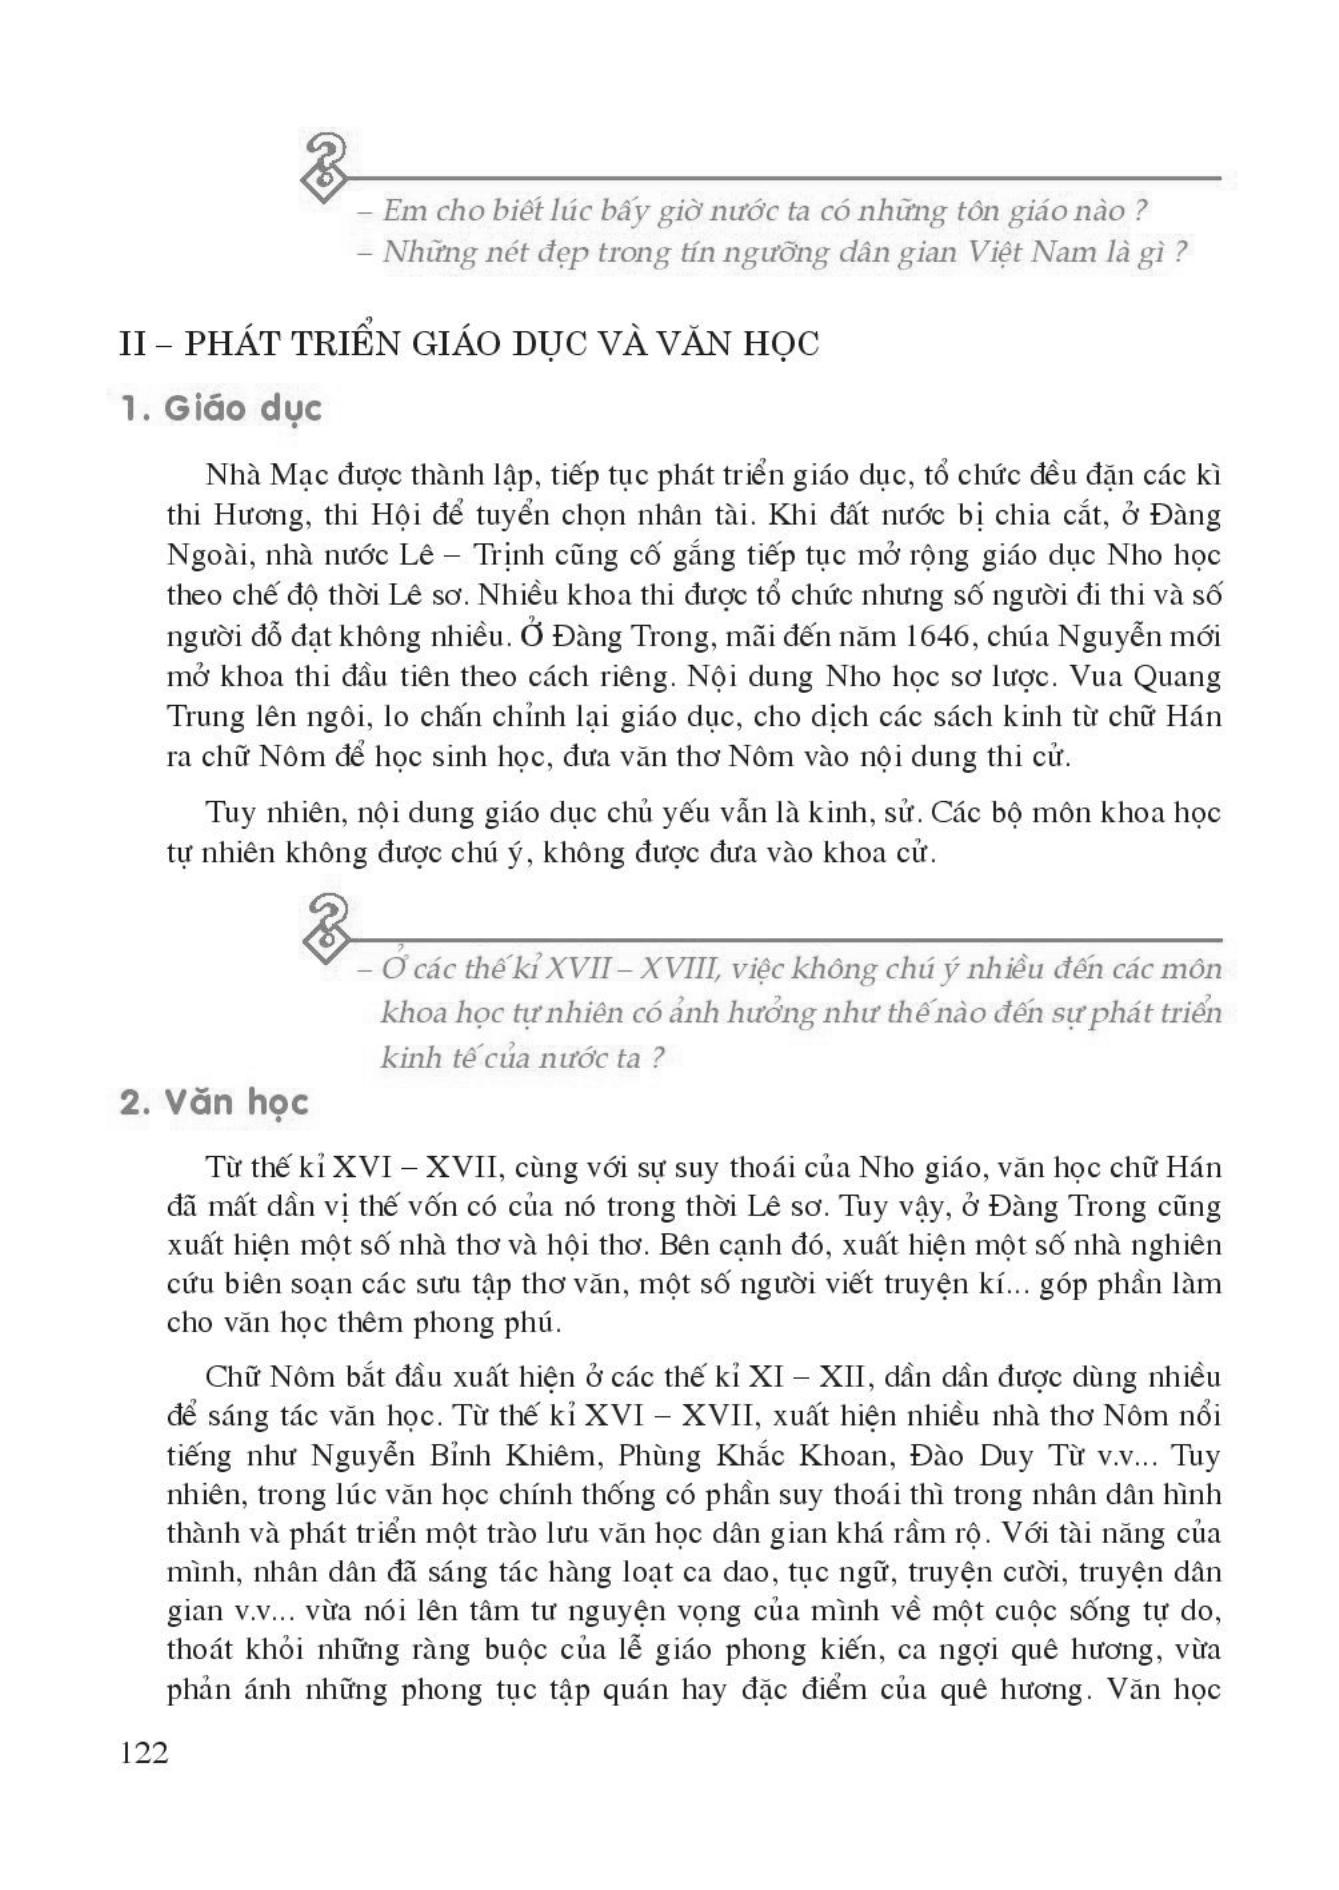 – Em cho biết lúc bấy giờ nước ta có những tôn giáo nào ?
– Những nét đẹp trong tín ngưỡng dân gian Việt Nam là gì ?
II – PHÁT TRIỂN GIÁO DỤC VÀ VĂN HỌC
1. Giáo dục
Nhà Mạc được thành lập, tiếp tục phát triển giáo dục, tổ chức đều đặn các kì
thi Hương, thi Hội để tuyển chọn nhân tài. Khi đất nước bị chia cắt, ở Đàng
Ngoài, nhà nước Lê – Trịnh cũng cố gắng tiếp tục mở rộng giáo dục Nho học
theo chế độ thời Lê sơ. Nhiều khoa thi được tổ chức nhưng số người đi thi và số
người đỗ đạt không nhiều. Ở Đàng Trong, mãi đến năm 1646, chúa Nguyễn mới
mở khoa thi đầu tiên theo cách riêng. Nội dung Nho học sơ lược. Vua Quang
Trung lên ngôi, lo chấn chỉnh lại giáo dục, cho dịch các sách kinh từ chữ Hán
ra chữ Nôm để học sinh học, đưa văn thơ Nôm vào nội dung thi cử.
Tuy nhiên, nội dung giáo dục chủ yếu vẫn là kinh, sử. Các bộ môn khoa học
tự nhiên không được chú ý, không được đưa vào khoa cử.
– Ở các thế kỉ XVII – XVIII, việc không chú ý nhiều đến các môn
khoa học tự nhiên có ảnh hưởng như thế nào đến sự phát triển
kinh tế của nước ta ?
2. Văn học
Từ thế kỉ XVI – XVII, cùng với sự suy thoái của Nho giáo, văn học chữ Hán
đã mất dần vị thế vốn có của nó trong thời Lê sơ. Tuy vậy, ở Đàng Trong cũng
xuất hiện một số nhà thơ và hội thơ. Bên cạnh đó, xuất hiện một số nhà nghiên
cứu biên soạn các sưu tập thơ văn, một số người viết truyện kí... góp phần làm
cho văn học thêm phong phú.
Chữ Nôm bắt đầu xuất hiện ở các thế kỉ XI – XII, dần dần được dùng nhiều
để sáng tác văn học. Từ thế kỉ XVI – XVII, xuất hiện nhiều nhà thơ Nôm nổi
tiếng như Nguyễn Bỉnh Khiêm, Phùng Khắc Khoan, Đào Duy Từ v.v... Tuy
nhiên, trong lúc văn học chính thống có phần suy thoái thì trong nhân dân hình
thành và phát triển một trào lưu văn học dân gian khá rầm rộ. Với tài năng của
mình, nhân dân đã sáng tác hàng loạt ca dao, tục ngữ, truyện cười, truyện dân
gian v.v... vừa nói lên tâm tư nguyện vọng của mình về một cuộc sống tự do,
thoát khỏi những ràng buộc của lễ giáo phong kiến, ca ngợi quê hương, vừa
phản ánh những phong tục tập quán hay đặc điểm của quê hương. Văn học
122